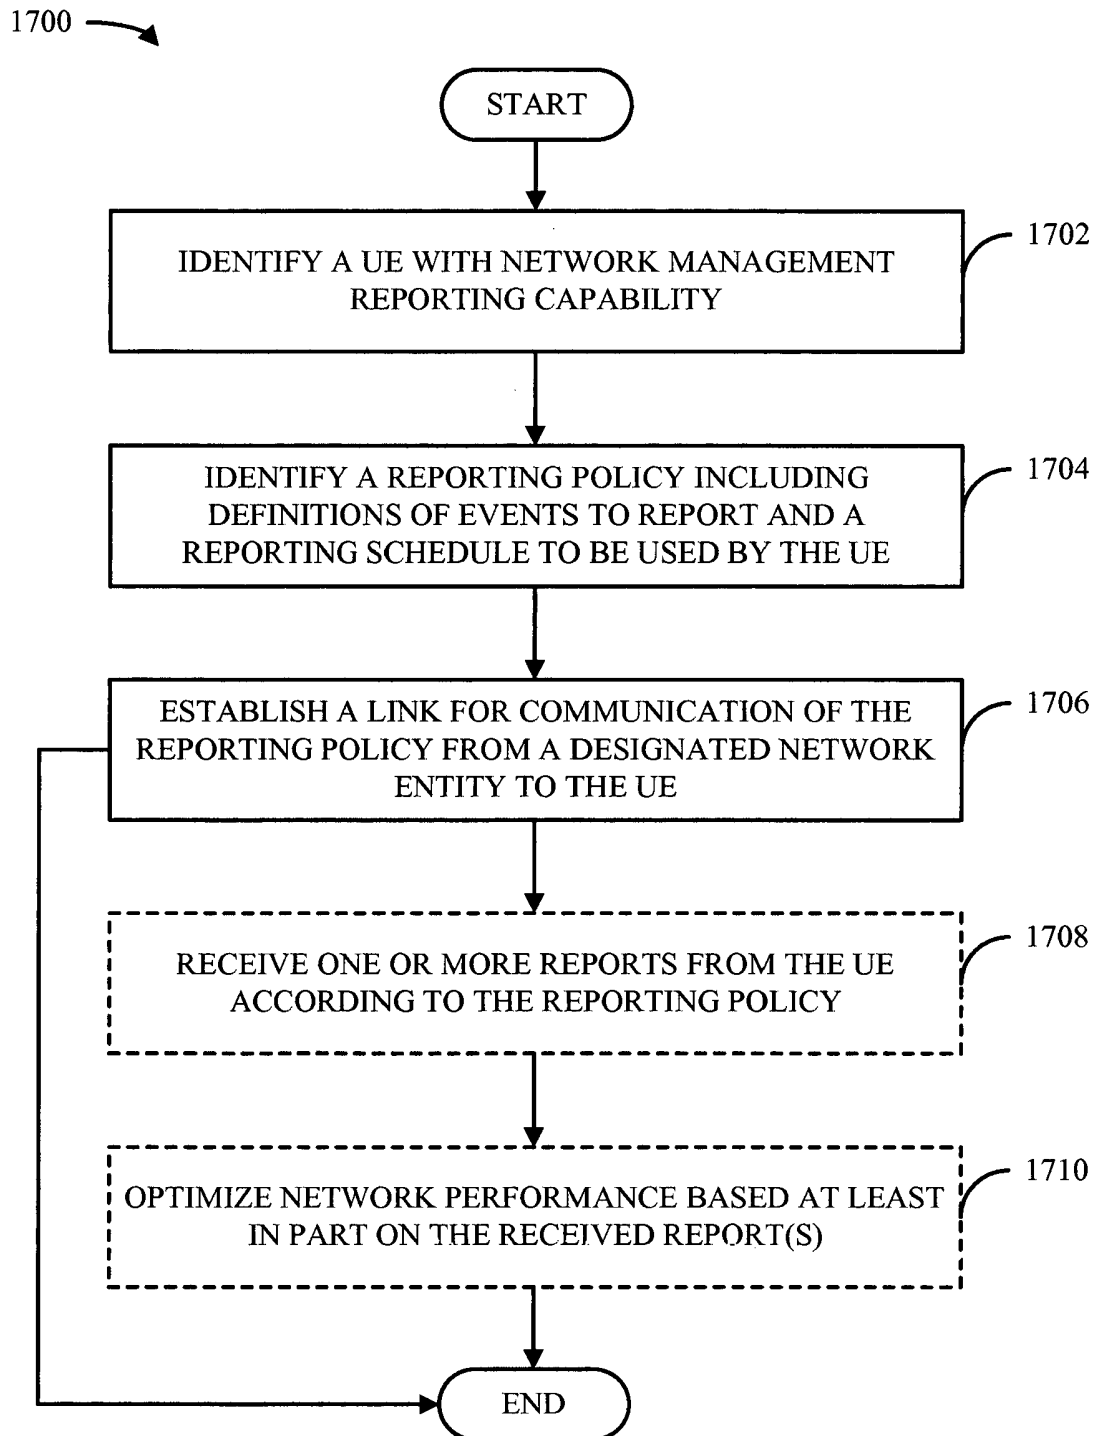 1700
START
IDENTIFY A UE WITH NETWORK MANAGEMENT
REPORTING CAPABILITY
1702
IDENTIFY A REPORTING POLICY INCLUDING
DEFINITIONS OF EVENTS TO REPORT AND A
REPORTING SCHEDULE TO BE USED BY THE UE
1704
ESTABLISH A LINK FOR COMMUNICATION OF THE
REPORTING POLICY FROM A DESIGNATED NETWORK
ENTITY TO THE UE
1706
RECEIVE ONE OR MORE REPORTS FROM THE UE
ACCORDING TO THE REPORTING POLICY
1708
OPTIMIZE NETWORK PERFORMANCE BASED AT LEAST
IN PART ON THE RECEIVED REPORT(S)
1710
END